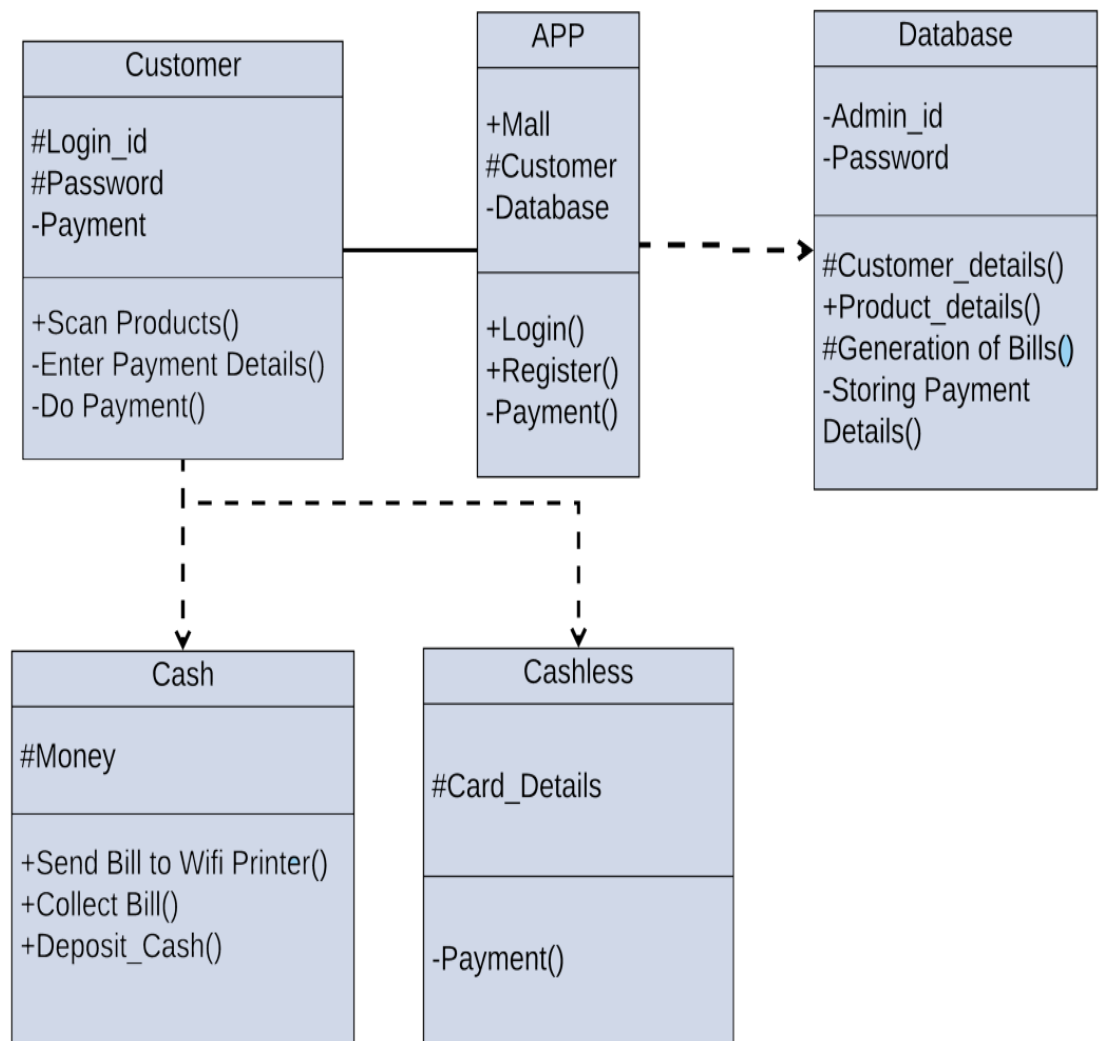 Customer
#Login_id
#Password
-Payment
+Scan Products()
-Enter Payment Details()
-Do Payment()
APP
+Mall
#Customer
-Database
+Login()
+Register()
-Payment()
Database
-Admin_id
-Password
#Customer_details()
+Product_details()
#Generation of Bills()
-Storing Payment
Details()
Cash
#Money
+Send Bill to Wifi Printer()
+Collect Bill()
+Deposit_Cash()
Cashless
#Card_Details
-Payment()